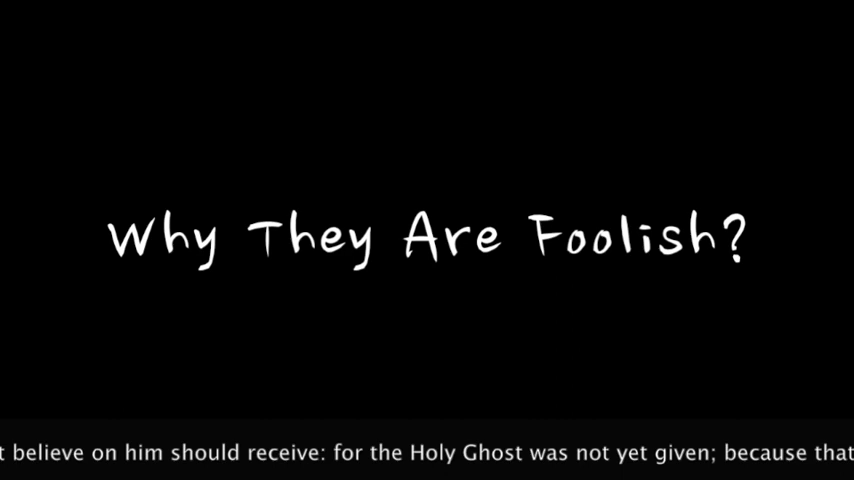 Why They Are Foolish?
t believe on him should receive: for the Holy Ghost was not yet given; because that